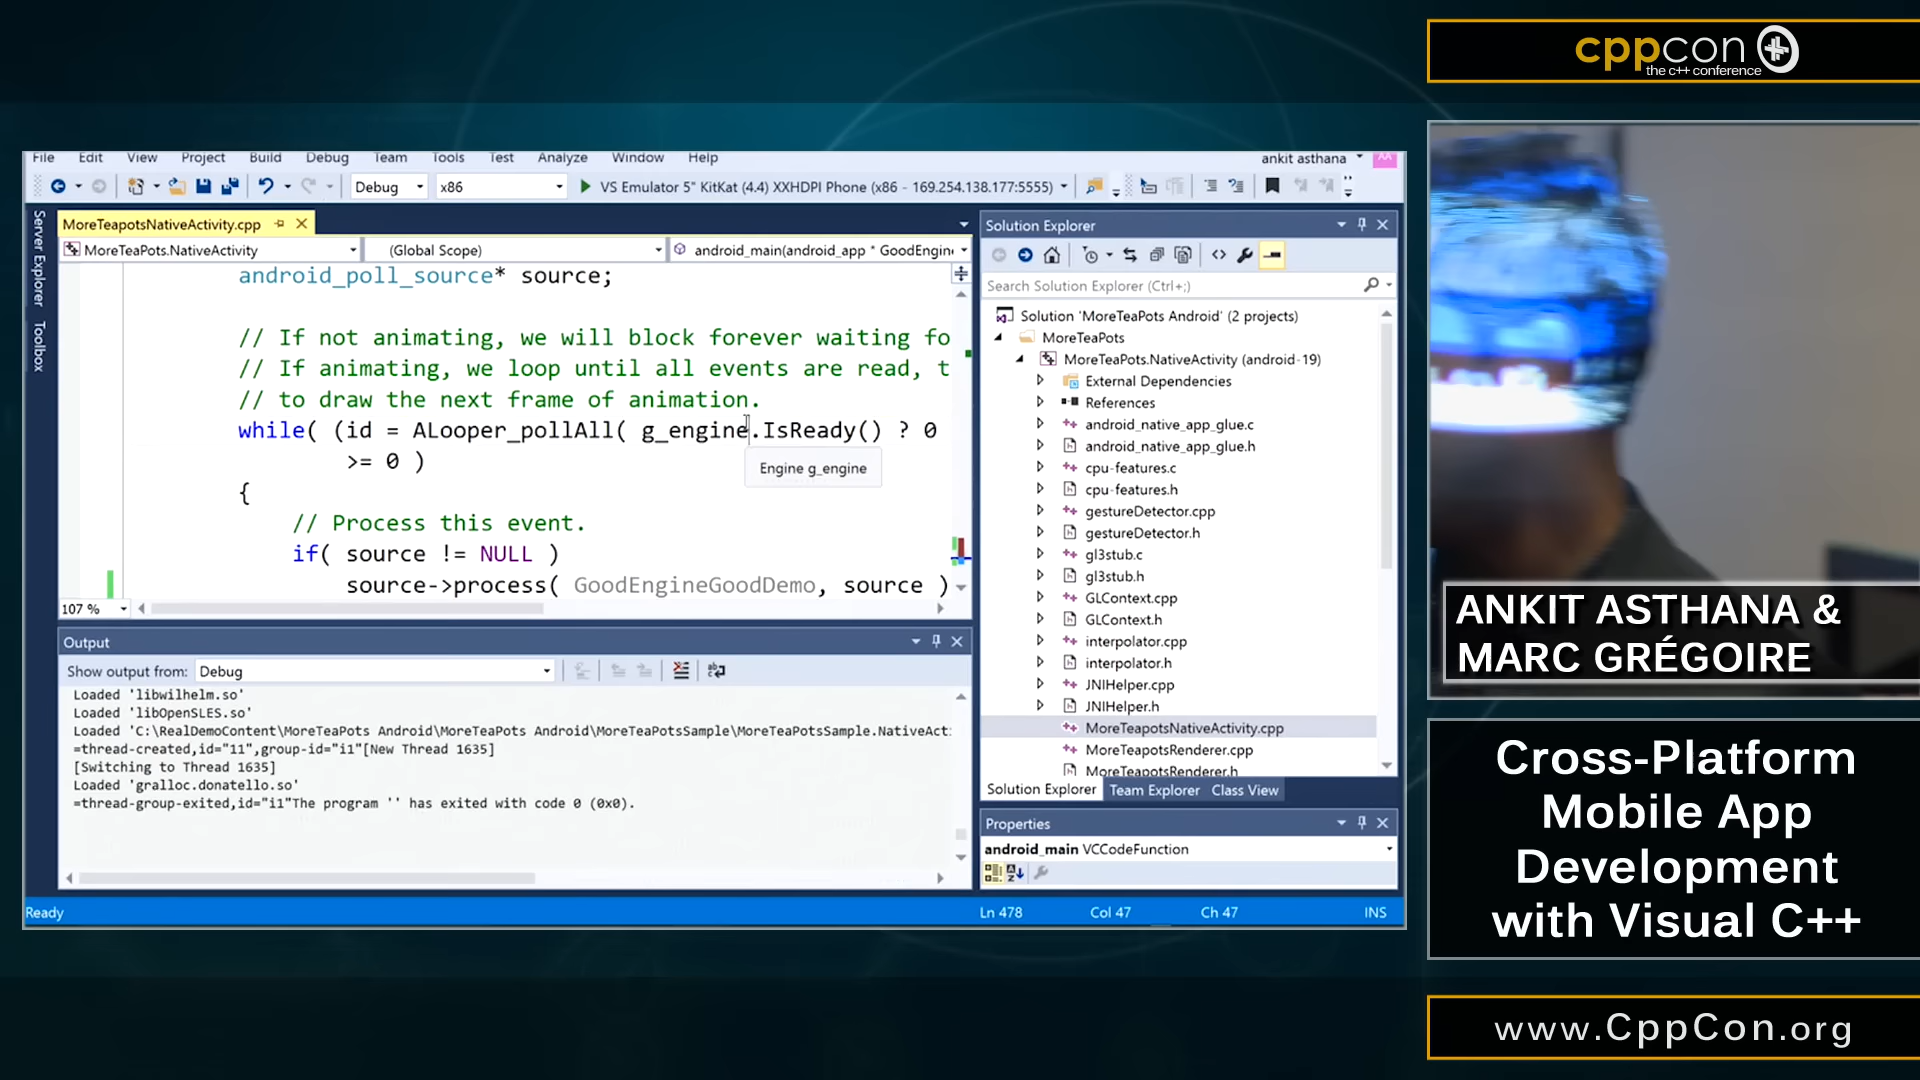 cppcon
the c++ conference
File Edit View Project Build Debug Team Tools Test Analyze Window Help
ankit asthana
AA
Debug x86 VS Emulator 5" KitKat (4.4) XXHDPI Phone (x86 - 169.254.138.177:5555)
Server Explorer
Toolbox
MoreTeapotsNativeActivity.cpp
MoreTeaPots.NativeActivity (Global Scope) android_main(android_app * GoodEngin
android_poll_source* source;
// If not animating, we will block forever waiting fo
// If animating, we loop until all events are read, t
// to draw the next frame of animation.
while( (id = ALooper_pollAll( g_engine.IsReady() ? 0
>= 0 )
Engine g_engine
{
// Process this event.
if( source != NULL )
source->process( GoodEngineGoodDemo, source )
107 %
Output
Show output from: Debug
Loaded 'libwilhelm.so'
Loaded 'libOpenSLES.so'
Loaded 'C:\RealDemoContent\MoreTeaPots Android\MoreTeaPots Android\MoreTeaPotsSample\MoreTeaPotsSample.NativeActi
=thread-created,id="11",group-id="i1"[New Thread 1635]
[Switching to Thread 1635]
Loaded 'gralloc.donatello.so'
=thread-group-exited,id="i1"The program '' has exited with code 0 (0x0).
Solution Explorer
Search Solution Explorer (Ctrl+;)
Solution 'MoreTeaPots Android' (2 projects)
MoreTeaPots
MoreTeaPots.NativeActivity (android-19)
External Dependencies
References
android_native_app_glue.c
android_native_app_glue.h
cpu-features.c
cpu-features.h
gestureDetector.cpp
gestureDetector.h
gl3stub.c
gl3stub.h
GLContext.cpp
GLContext.h
interpolator.cpp
interpolator.h
JNIHelper.cpp
JNIHelper.h
MoreTeapotsNativeActivity.cpp
MoreTeapotsRenderer.cpp
MoreTeapotsRenderer.h
Solution Explorer Team Explorer Class View
Properties
android_main VCCodeFunction
Ready Ln 478 Col 47 Ch 47 INS
ANKIT ASTHANA &
MARC GRÉGOIRE
Cross-Platform
Mobile App
Development
with Visual C++
www.CppCon.org